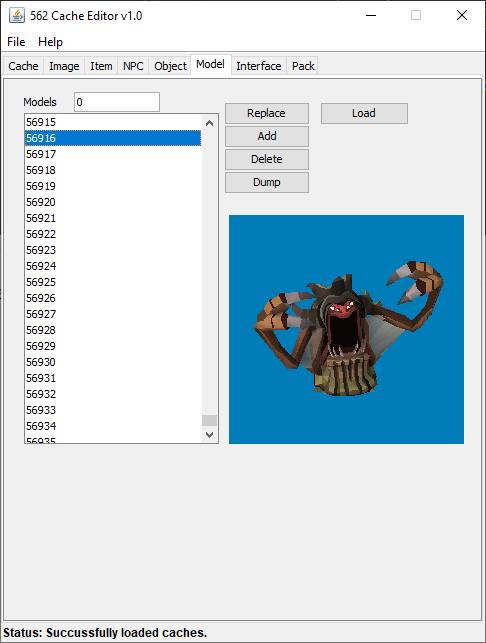 562 Cache Editor v1.0
File Help
Cache Image Item NPC Object Model Interface Pack
Models 0
Replace Load
Add
Delete
Dump
56915
56916
56917
56918
56919
56920
56921
56922
56923
56924
56925
56926
56927
56928
56929
56930
56931
56932
56933
56934
56935
Status: Succussfully loaded caches.